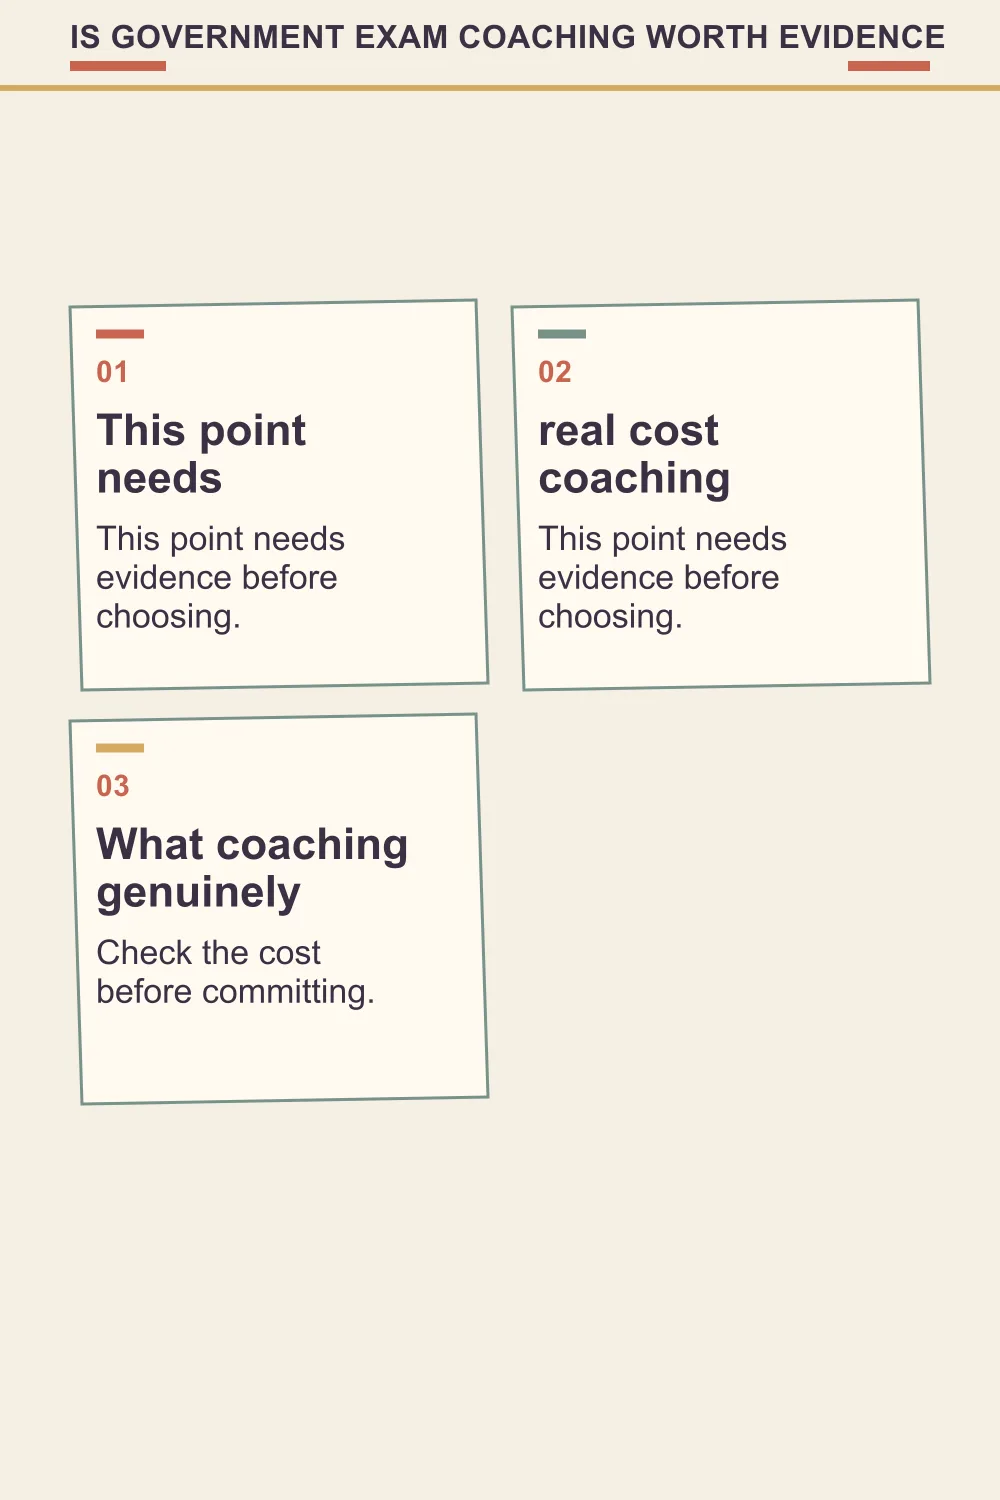 IS GOVERNMENT EXAM COACHING WORTH EVIDENCE
01
This point
needs
This point needs
evidence before
choosing.
02
real cost
coaching
This point needs
evidence before
choosing.
03
What coaching
genuinely
Check the cost
before committing.